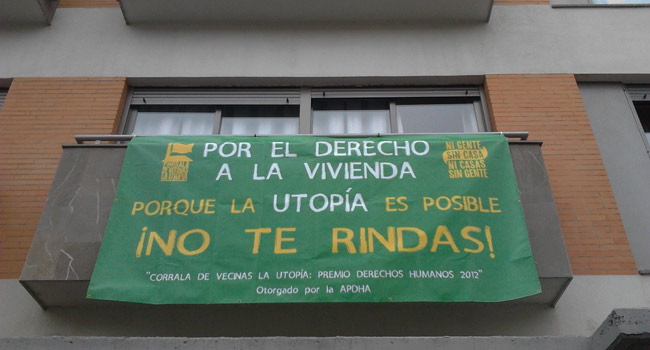 POR EL DERECHO
A LA VIVIENDA
NI GENTE
SIN CASA
NI CASAS
SIN GENTE
PORQUE LA UTOPÍA ES POSIBLE
¡NO TE RINDAS!
"CORRALA DE VECINAS LA UTOPÍA: PREMIO DERECHOS HUMANOS 2012"
Otorgado por la APDHA